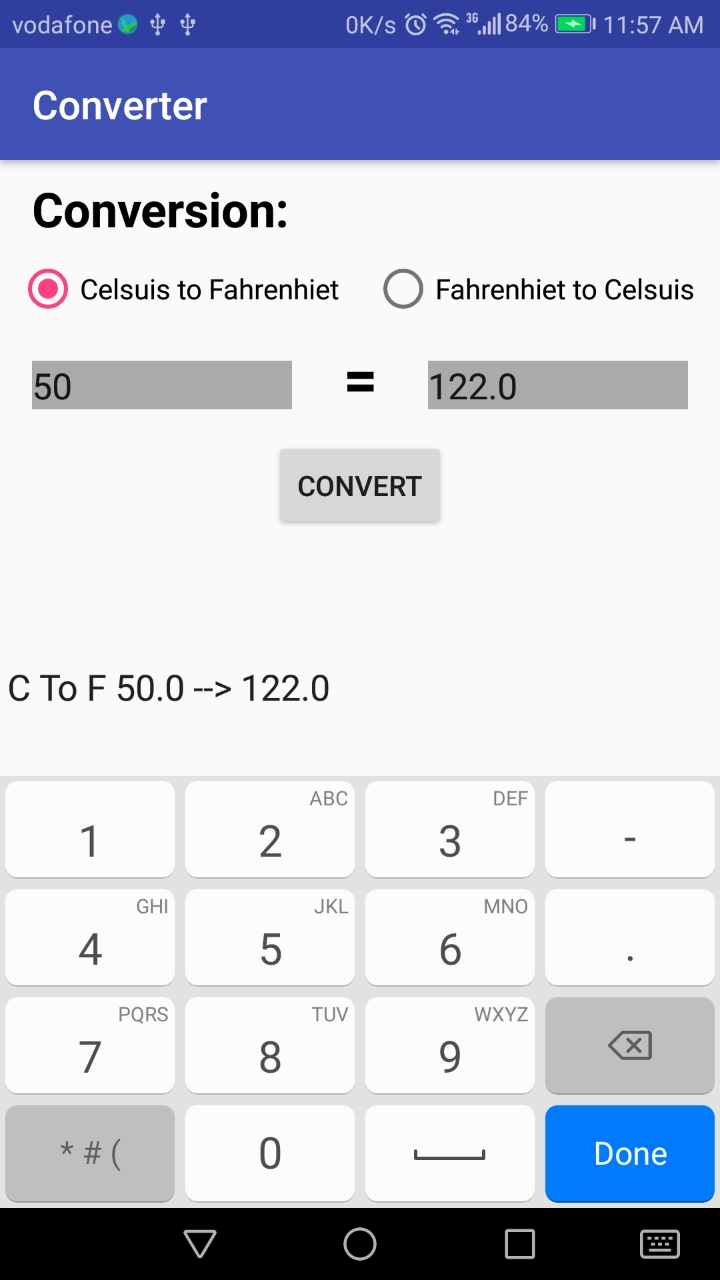 vodafone 0K/s 3G 84% 11:57 AM
Converter
Conversion:
Celsuis to Fahrenhiet Fahrenhiet to Celsuis
50 = 122.0
CONVERT
C To F 50.0 --> 122.0
ABC DEF
1 2 3 -
GHI JKL MNO
4 5 6 .
PQRS TUV WXYZ
7 8 9
* # ( 0 Done